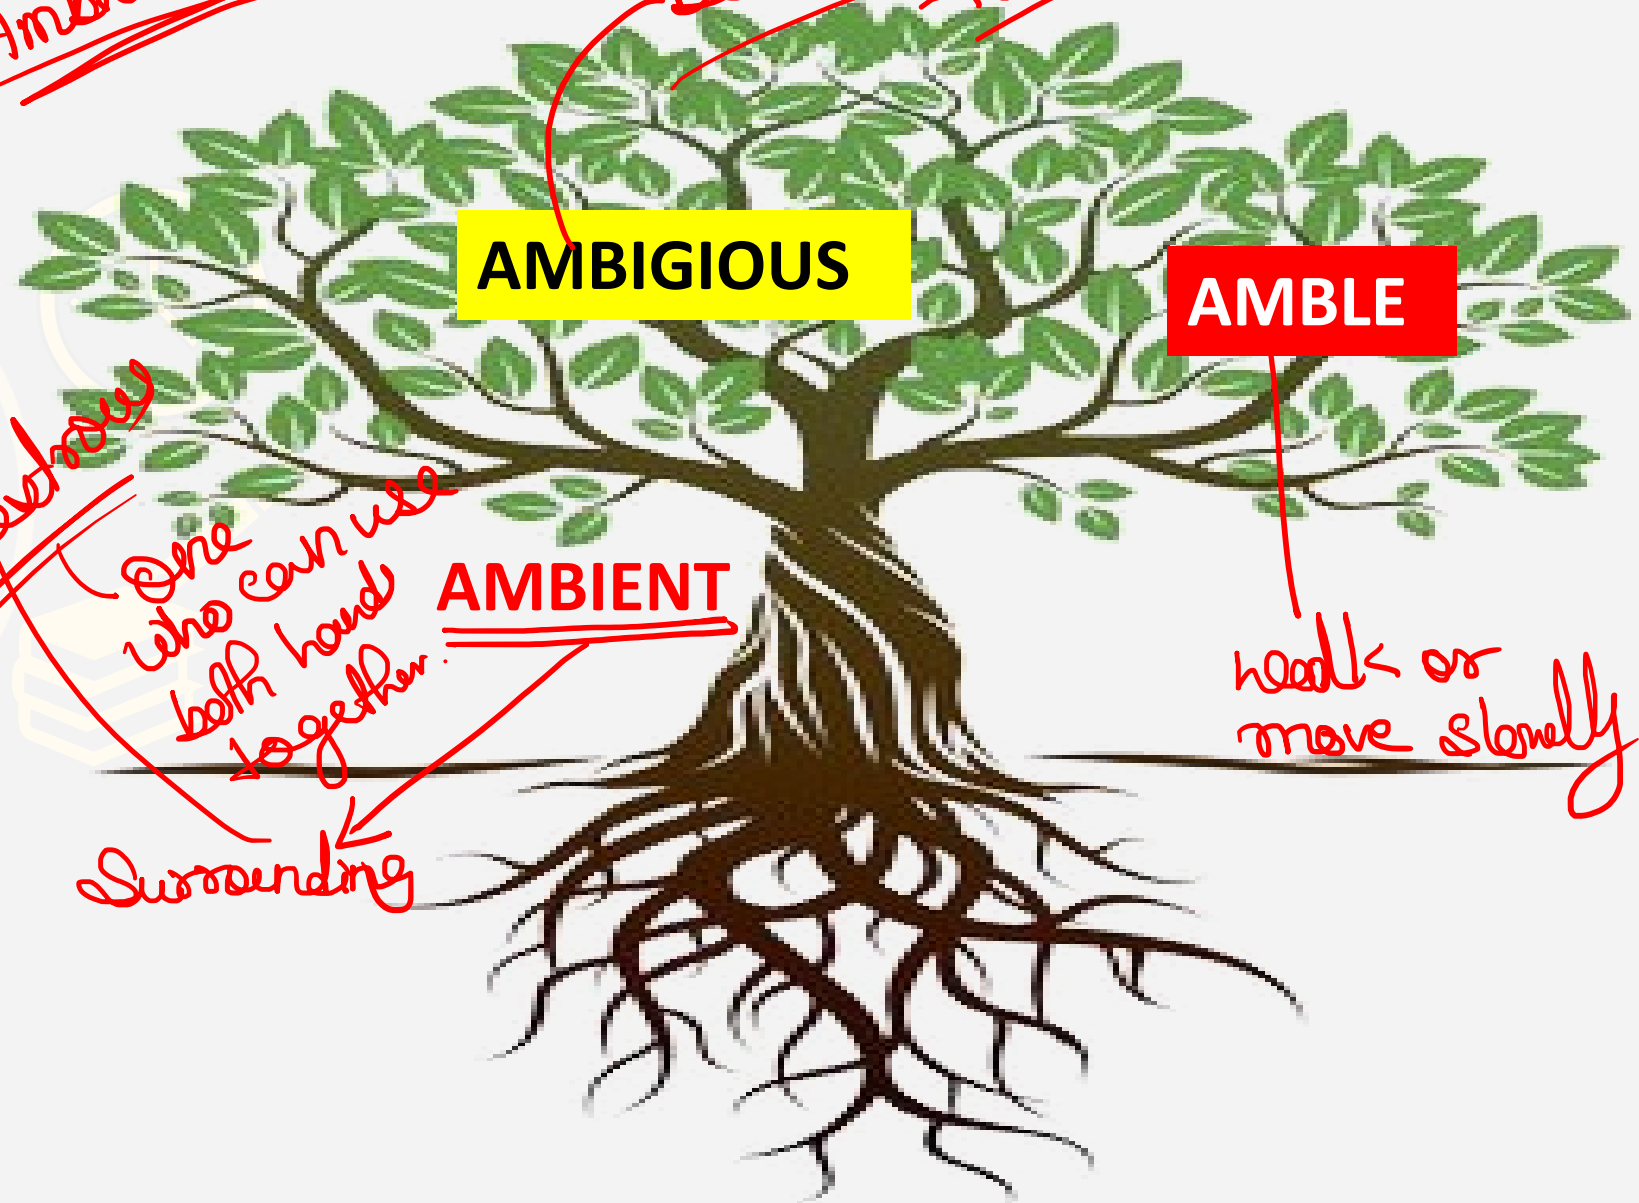 AMBIGIOUS
AMBLE
One
who can use
both hand
together.
AMBIENT
walk or
move slowly
Surrounding